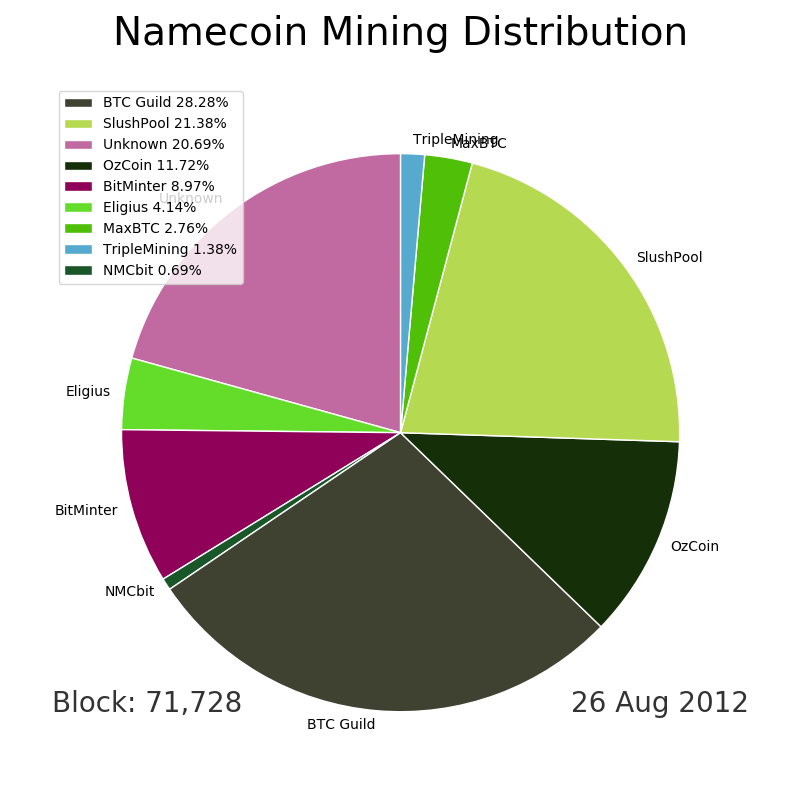 Namecoin Mining Distribution
BTC Guild 28.28%
SlushPool 21.38%
Unknown 20.69%
OzCoin 11.72%
BitMinter 8.97%
Eligius 4.14%
MaxBTC 2.76%
TripleMining 1.38%
NMCbit 0.69%
TripleMining
MaxBTC
Unknown
SlushPool
Eligius
BitMinter
OzCoin
NMCbit
BTC Guild
Block: 71,728
26 Aug 2012